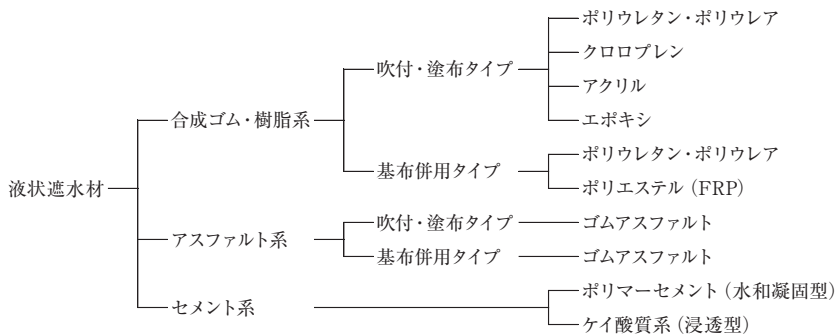 ポリウレタン・ポリウレア
クロロプレン
吹付・塗布タイプ
アクリル
合成ゴム・樹脂系
エポキシ
ポリウレタン・ポリウレア
基布併用タイプ
ポリエステル（FRP）
液状遮水材
吹付・塗布タイプ
ゴムアスファルト
アスファルト系
基布併用タイプ
ゴムアスファルト
ポリマーセメント（水和凝固型）
セメント系
ケイ酸質系（浸透型）